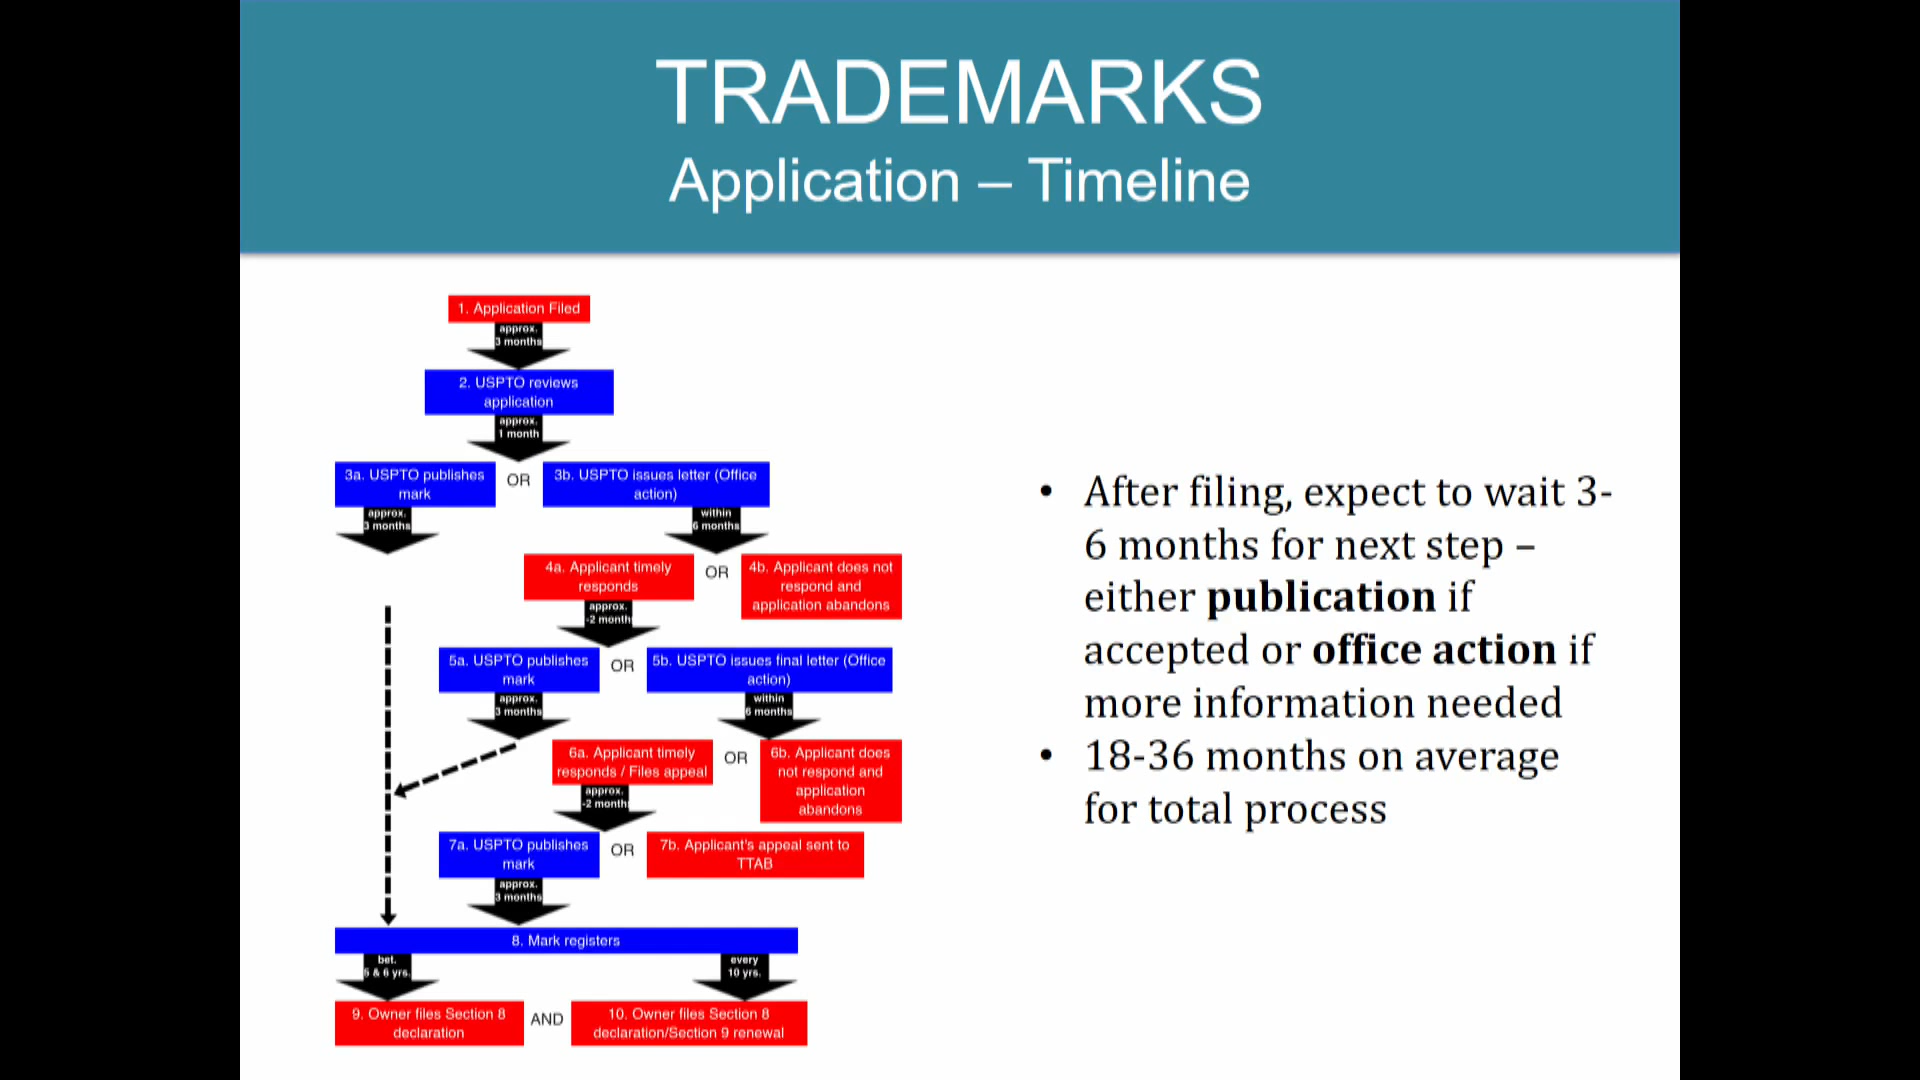 TRADEMARKS
Application – Timeline
1. Application Filed
approx.
3 months
2. USPTO reviews
application
approx.
1 month
3a. USPTO publishes
mark
OR
3b. USPTO issues letter (Office
action)
approx.
3 months
within
6 months
4a. Applicant timely
responds
OR
4b. Applicant does not
respond and
application abandons
approx.
-2 month
5a. USPTO publishes
mark
OR
5b. USPTO issues final letter (Office
action)
approx.
3 months
within
6 months
6a. Applicant timely
responds / Files appeal
OR
6b. Applicant does
not respond and
application
abandons
approx.
-2 month
7a. USPTO publishes
mark
OR
7b. Applicant's appeal sent to
TTAB
approx.
3 months
8. Mark registers
bet.
5 & 6 yrs.
every
10 yrs.
9. Owner files Section 8
declaration
AND
10. Owner files Section 8
declaration/Section 9 renewal
• After filing, expect to wait 3-
6 months for next step –
either publication if
accepted or office action if
more information needed
• 18-36 months on average
for total process